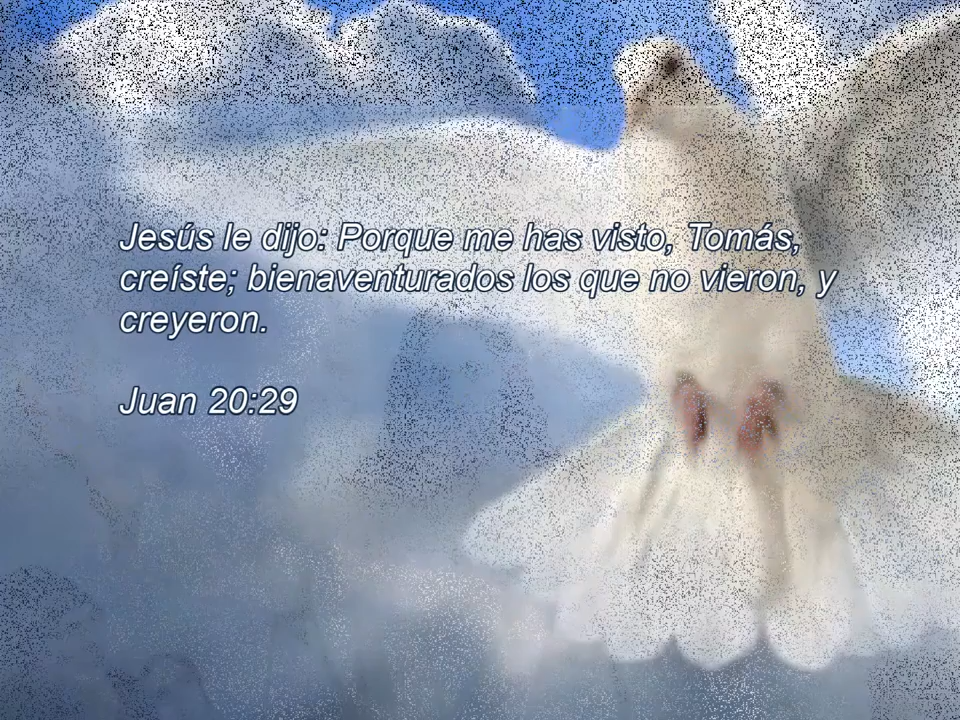 Jesús le dijo: Porque me has visto, Tomás,
creíste; bienaventurados los que no vieron, y
creyeron.
Juan 20:29